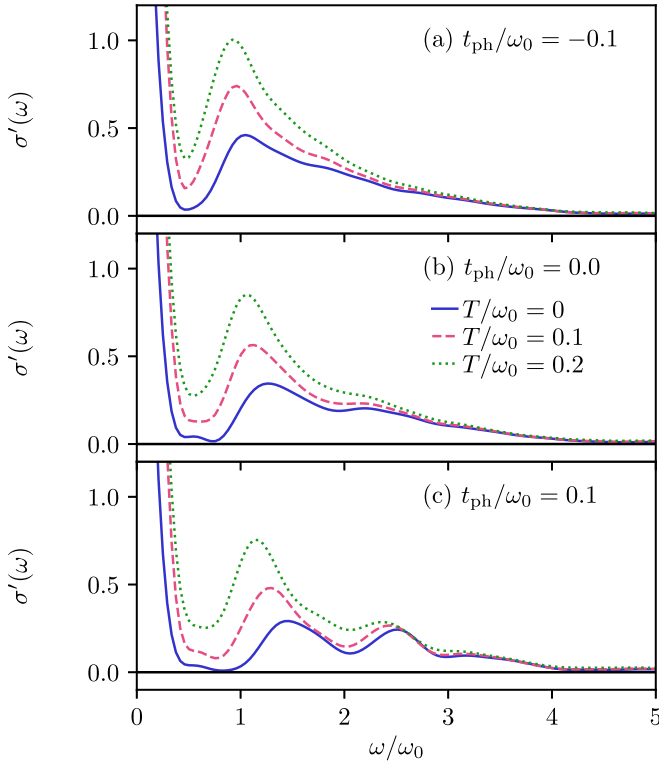 (a) t_ph/ω_0 = −0.1
1.0
0.5
0.0
σ′(ω)
(b) t_ph/ω_0 = 0.0
T/ω_0 = 0
T/ω_0 = 0.1
T/ω_0 = 0.2
1.0
0.5
0.0
σ′(ω)
(c) t_ph/ω_0 = 0.1
1.0
0.5
0.0
σ′(ω)
0 1 2 3 4 5
ω/ω_0